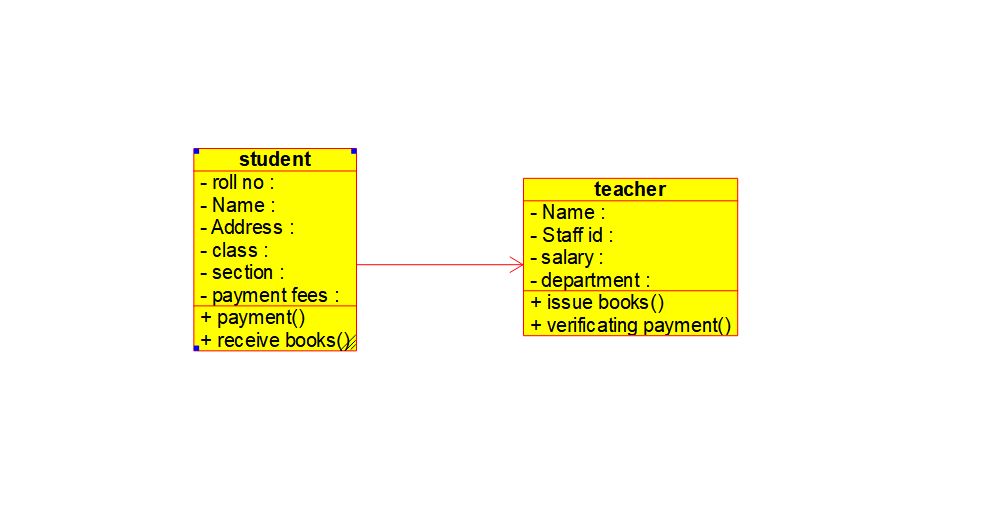 student
- roll no :
- Name :
- Address :
- class :
- section :
- payment fees :
+ payment()
+ receive books()
teacher
- Name :
- Staff id :
- salary :
- department :
+ issue books()
+ verificating payment()